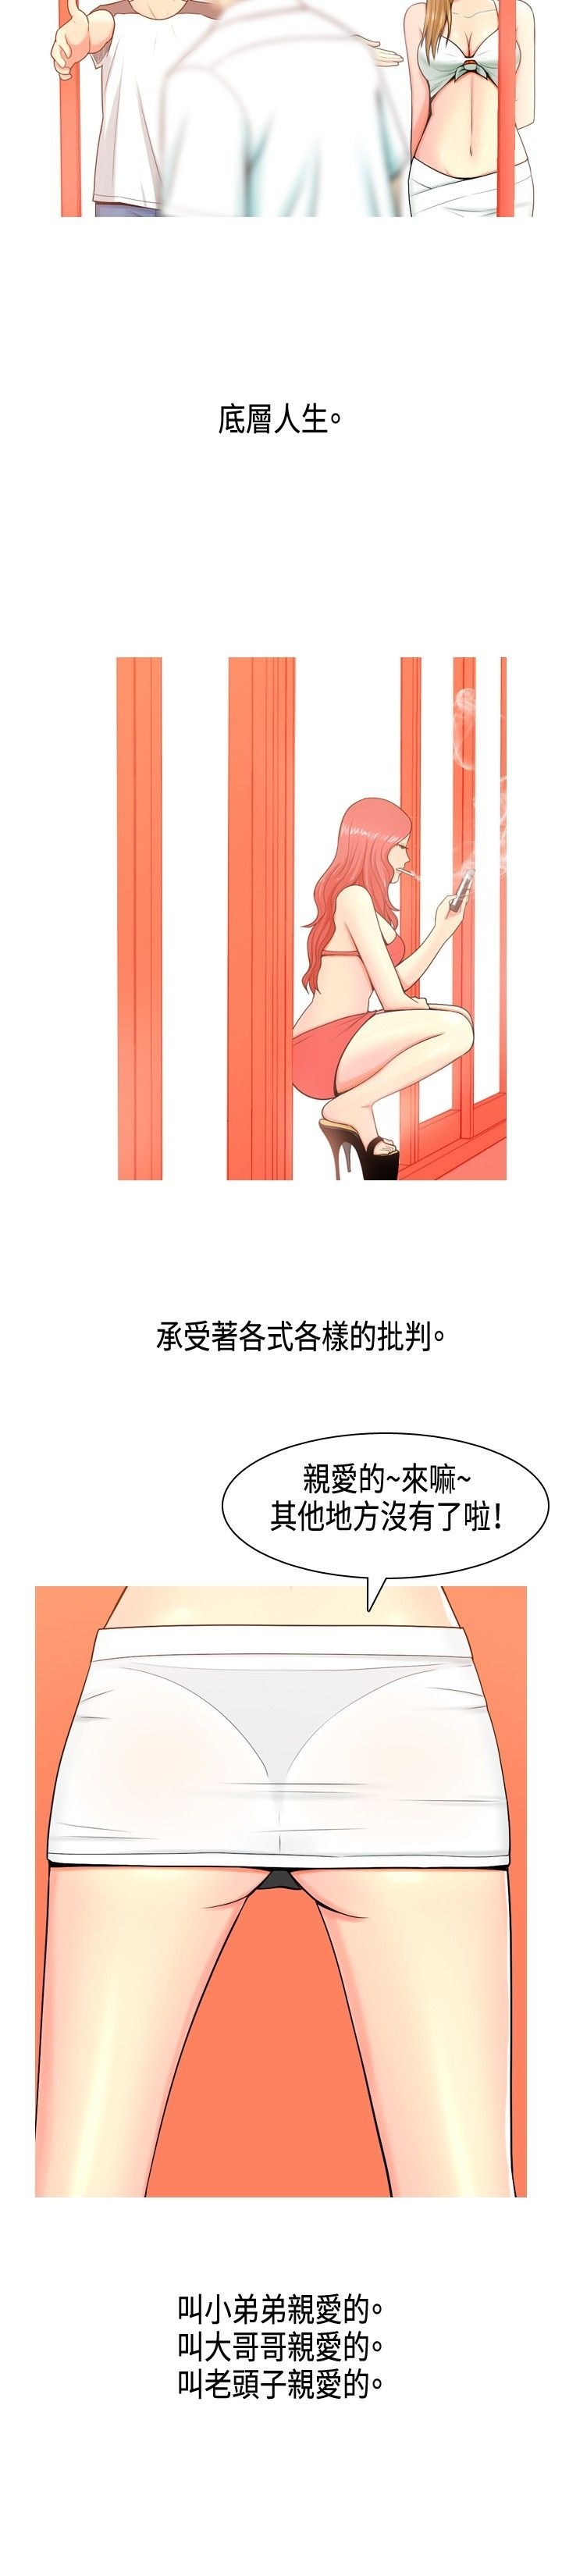 底層人生。
承受著各式各樣的批判。
親愛的~來嘛~
其他地方沒有了啦!
叫小弟弟親愛的。
叫大哥哥親愛的。
叫老頭子親愛的。